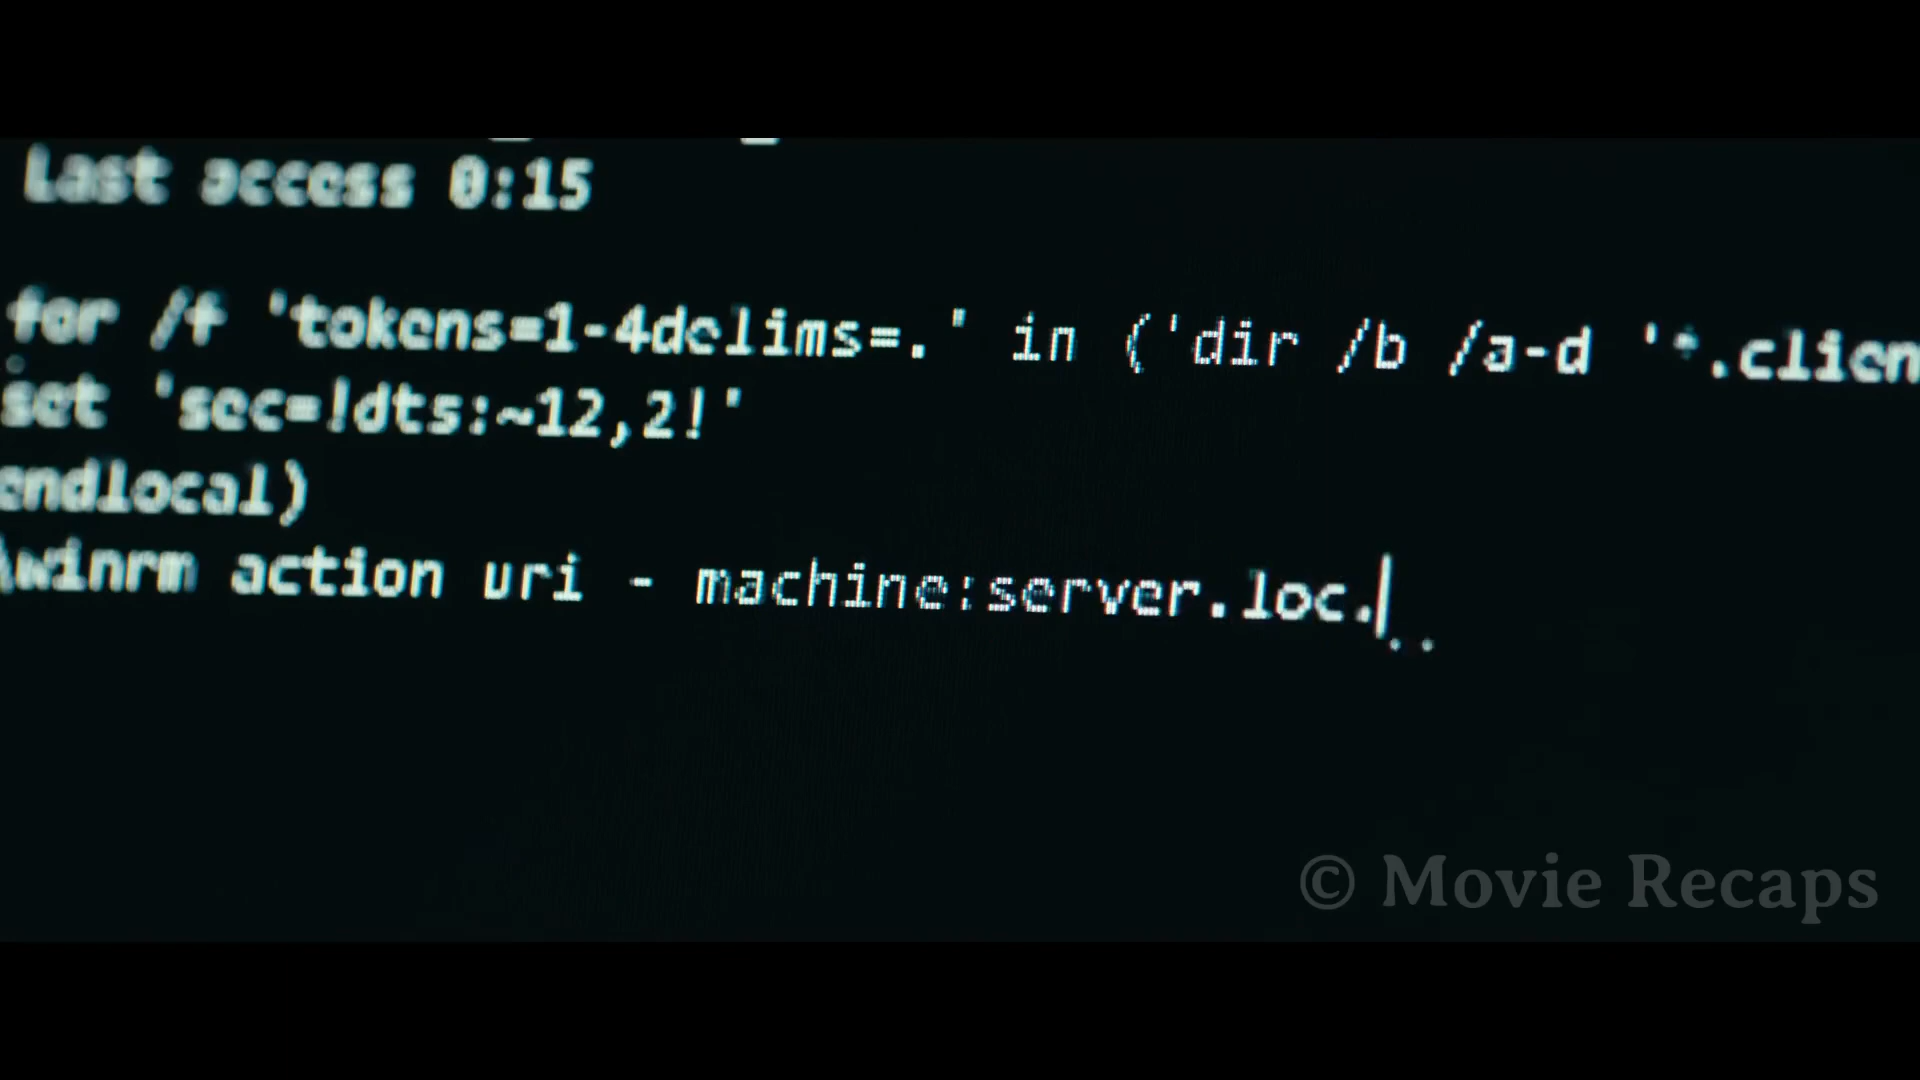 Last access 0:15
for /f 'tokens=1-4delims=." in ('dir /b /a-d '*.clien
set 'sec=!dts:~12,2!'
endlocal)
\winrm action uri - machine:server.loc.
© Movie Recaps